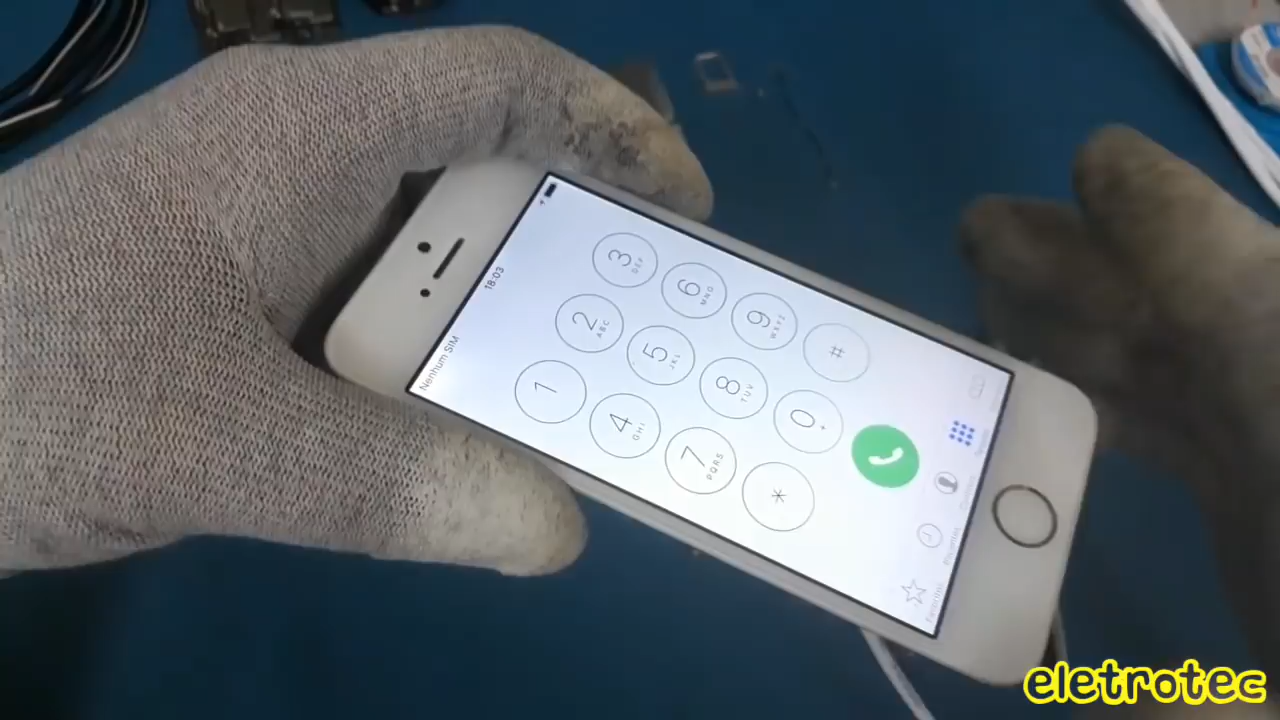 Nenhum SIM 18:03
1 2 ABC 3 DEF
4 GHI 5 JKL 6 MNO
7 PQRS 8 TUV 9 WXYZ
* 0 + #
Favoritos
eletrotec